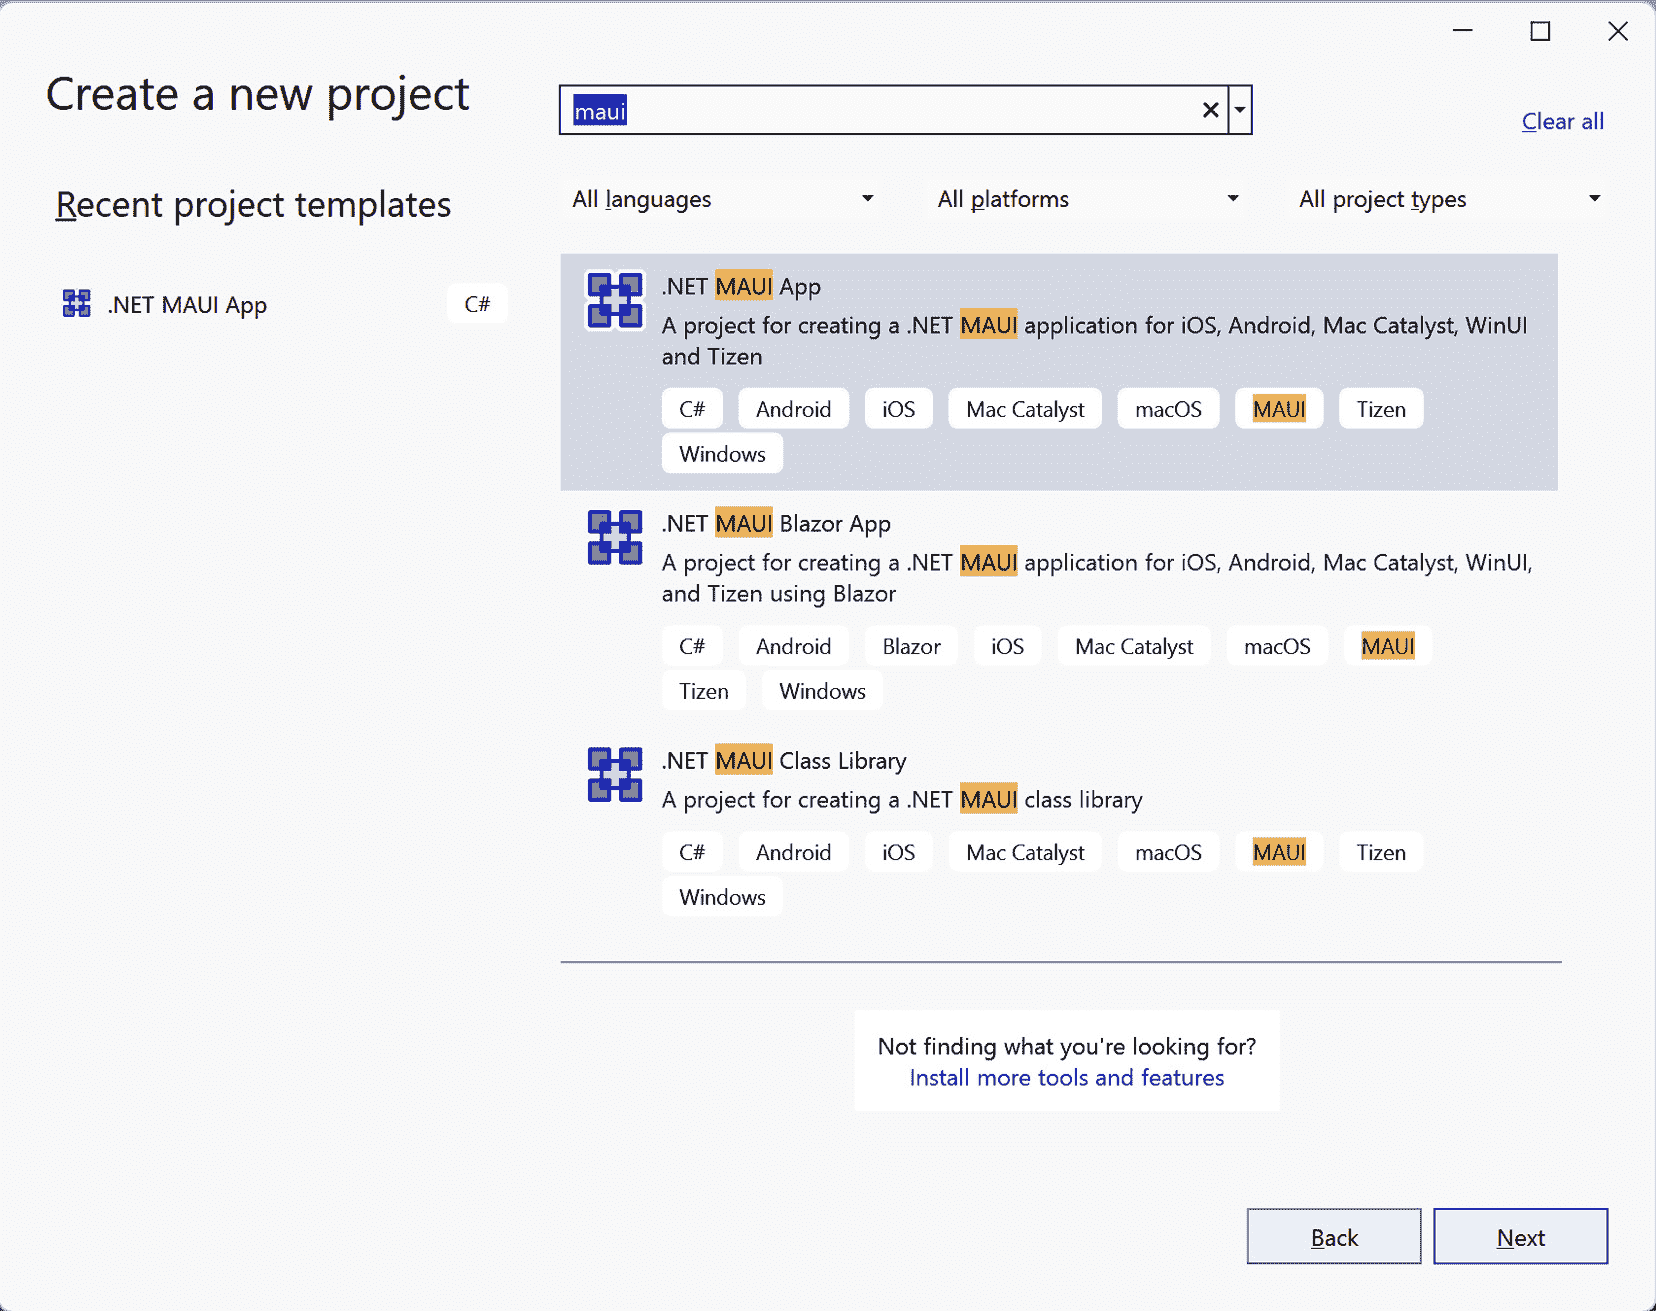 Create a new project
maui
Clear all
Recent project templates
All languages
All platforms
All project types
.NET MAUI App
C#
.NET MAUI App
A project for creating a .NET MAUI application for iOS, Android, Mac Catalyst, WinUI
and Tizen
C# Android iOS Mac Catalyst macOS MAUI Tizen
Windows
.NET MAUI Blazor App
A project for creating a .NET MAUI application for iOS, Android, Mac Catalyst, WinUI,
and Tizen using Blazor
C# Android Blazor iOS Mac Catalyst macOS MAUI
Tizen Windows
.NET MAUI Class Library
A project for creating a .NET MAUI class library
C# Android iOS Mac Catalyst macOS MAUI Tizen
Windows
Not finding what you're looking for?
Install more tools and features
Back
Next